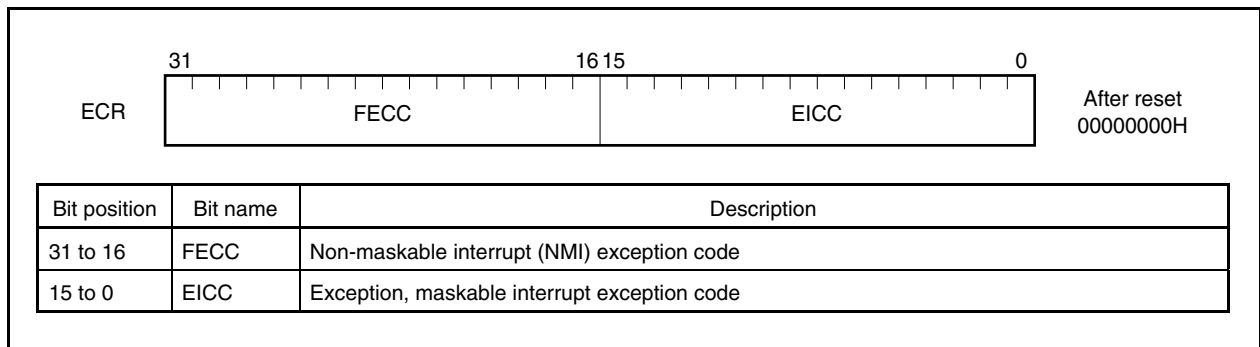 31 16 15 0
ECR FECC EICC After reset
00000000H
Bit position Bit name Description
31 to 16 FECC Non-maskable interrupt (NMI) exception code
15 to 0 EICC Exception, maskable interrupt exception code